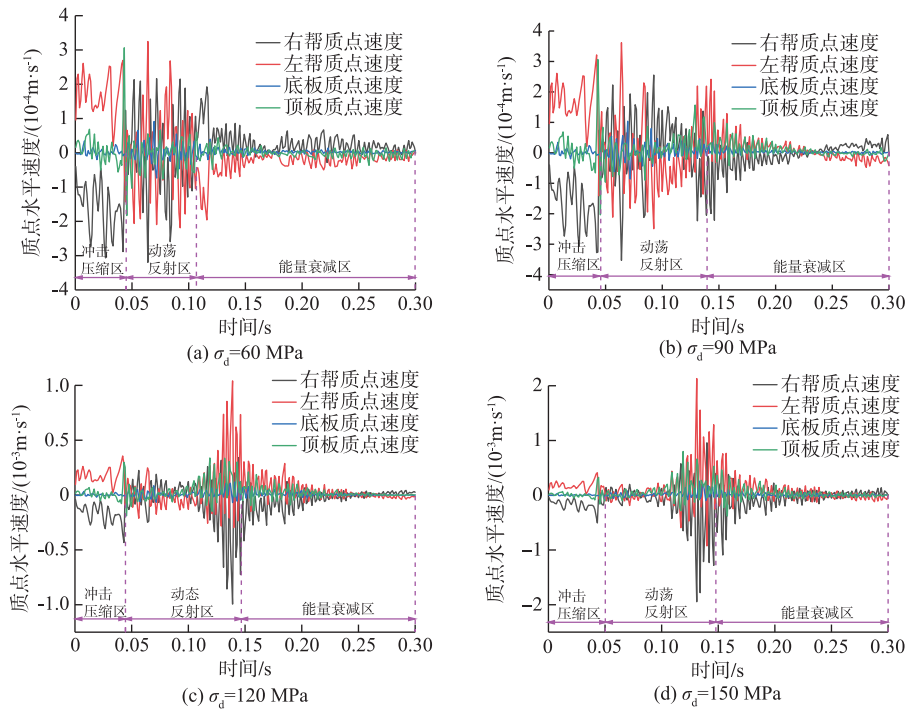 质点水平速度/(10⁻⁴m·s⁻¹)
4
3
2
1
0
-1
-2
-3
-4
右帮质点速度
左帮质点速度
底板质点速度
顶板质点速度
冲击
压缩区
动荡
反射区
能量衰减区
0
0.05
0.10
0.15
0.20
0.25
0.30
时间/s
(a) σd=60 MPa
质点水平速度/(10⁻⁴m·s⁻¹)
4
3
2
1
0
-1
-2
-3
-4
右帮质点速度
左帮质点速度
底板质点速度
顶板质点速度
冲击
压缩区
动荡
反射区
能量衰减区
0
0.05
0.10
0.15
0.20
0.25
0.30
时间/s
(b) σd=90 MPa
质点水平速度/(10⁻³m·s⁻¹)
1.0
0.5
0
-0.5
-1.0
右帮质点速度
左帮质点速度
底板质点速度
顶板质点速度
冲击
压缩区
动态
反射区
能量衰减区
0
0.05
0.10
0.15
0.20
0.25
0.30
时间/s
(c) σd=120 MPa
质点水平速度/(10⁻³m·s⁻¹)
2
1
0
-1
-2
右帮质点速度
左帮质点速度
底板质点速度
顶板质点速度
冲击
压缩区
动荡
反射区
能量衰减区
0
0.05
0.10
0.15
0.20
0.25
0.30
时间/s
(d) σd=150 MPa